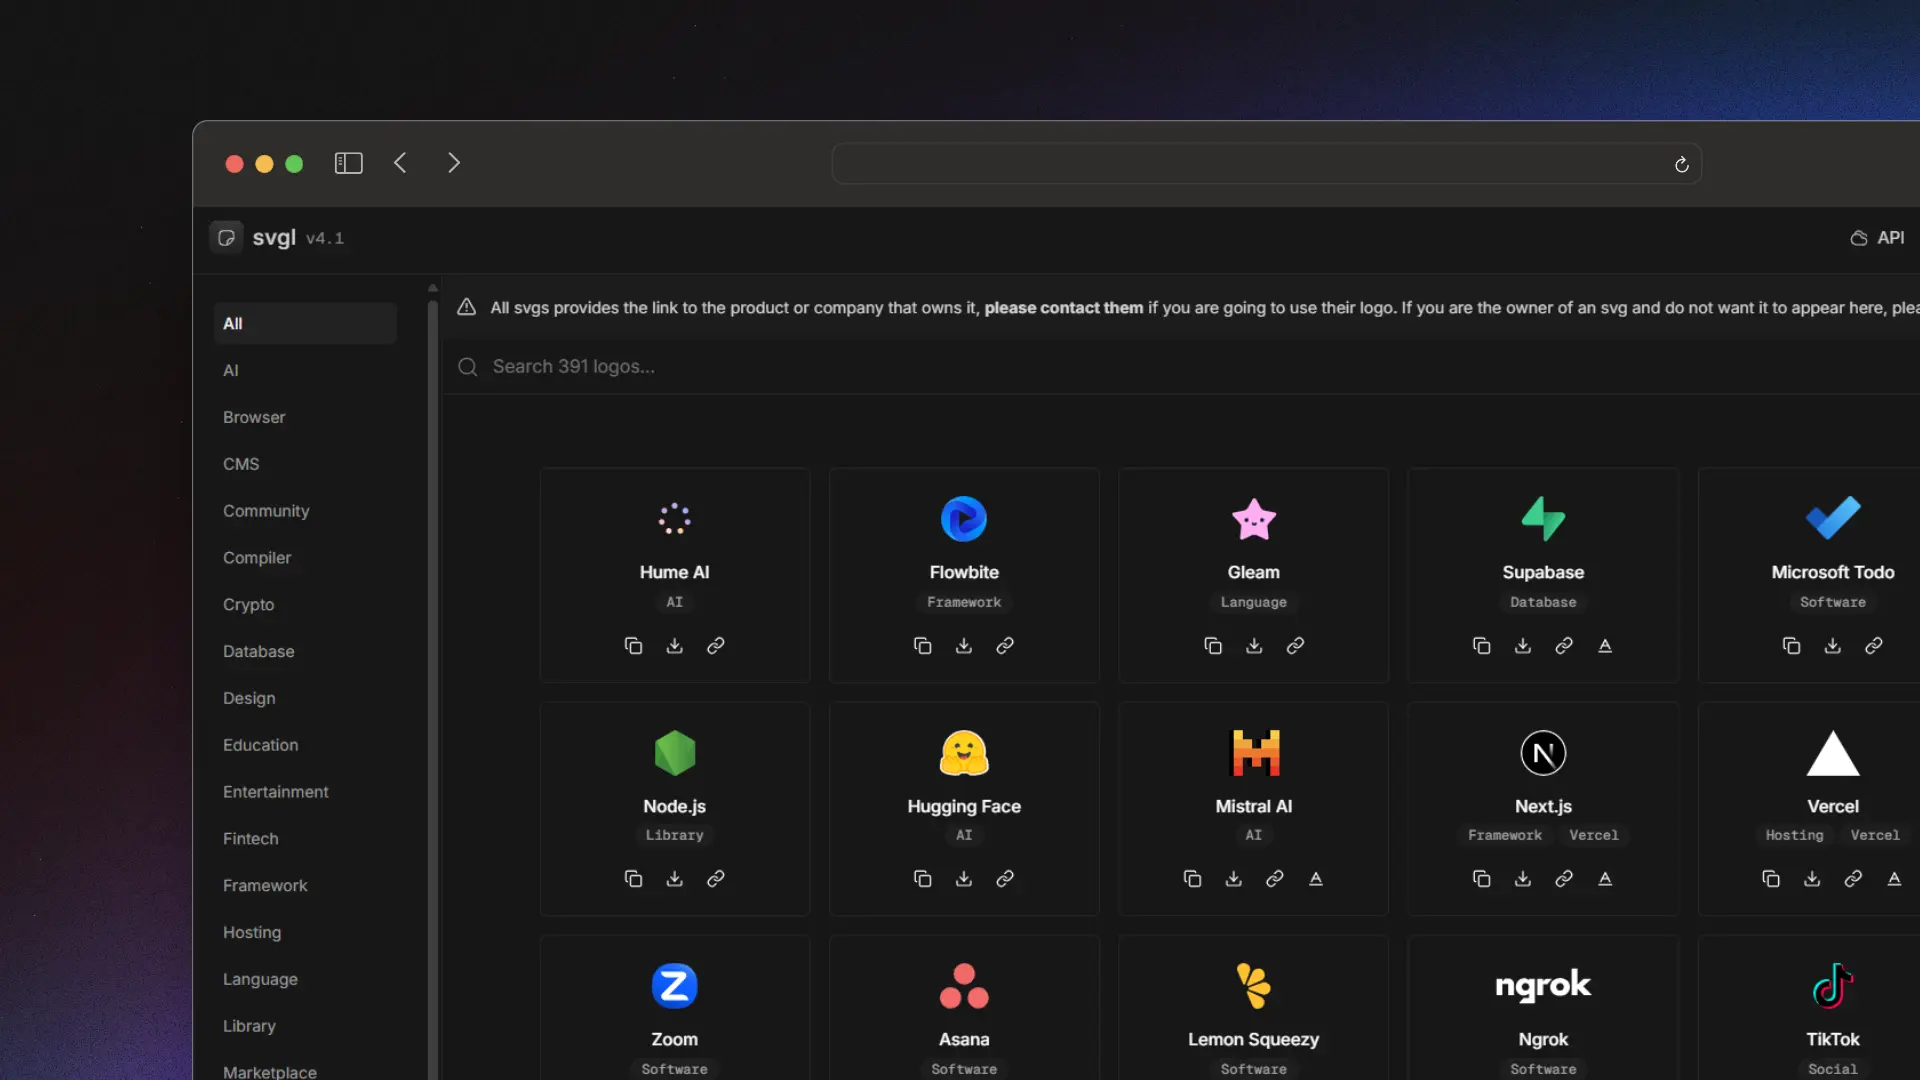 svgl v4.1
API
All
AI
Browser
CMS
Community
Compiler
Crypto
Database
Design
Education
Entertainment
Fintech
Framework
Hosting
Language
Library
Marketplace
All svgs provides the link to the product or company that owns it, please contact them if you are going to use their logo. If you are the owner of an svg and do not want it to appear here, plea
Search 391 logos...
Hume AI
AI
Flowbite
Framework
Gleam
Language
Supabase
Database
Microsoft Todo
Software
Node.js
Library
Hugging Face
AI
Mistral AI
AI
N
Next.js
Framework Vercel
Vercel
Hosting Vercel
Z
Zoom
Software
Asana
Software
Lemon Squeezy
Software
ngrok
Ngrok
Software
TikTok
Social